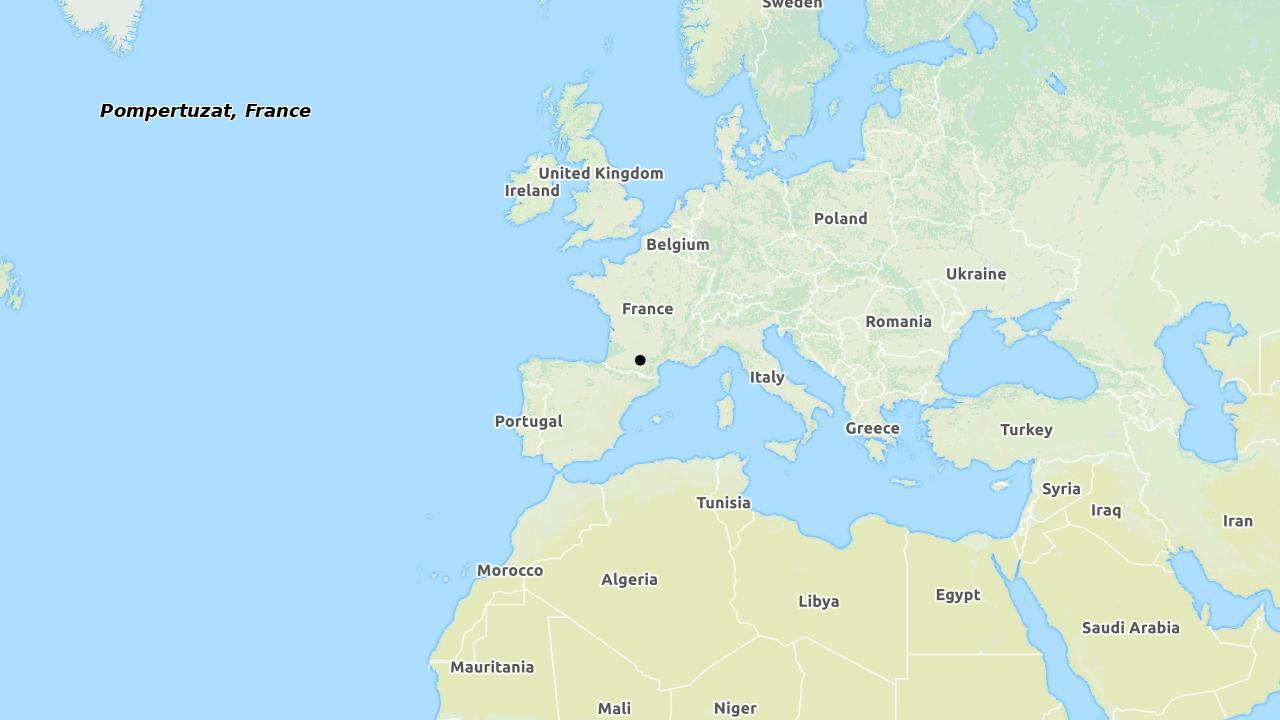 Sweden
Pompertuzat, France
United Kingdom
Ireland
Poland
Belgium
Ukraine
France
Romania
Italy
Portugal
Greece
Turkey
Syria
Tunisia
Iraq
Iran
Morocco
Algeria
Egypt
Libya
Saudi Arabia
Mauritania
Mali
Niger